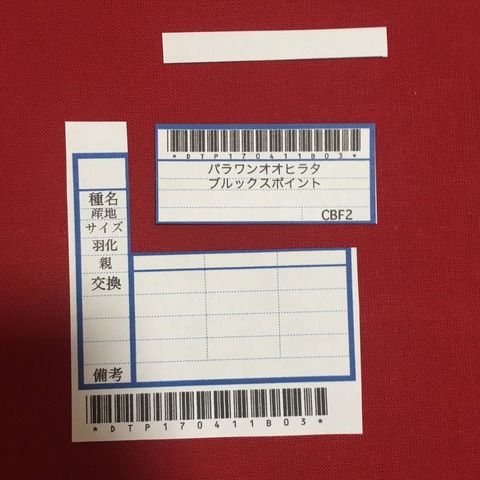 *DTP170411B03*
パラワンオオヒラタ
ブルックスポイント
CBF2
種名
産地
サイズ
羽化
親
交換
備考
*DTP170411B03*